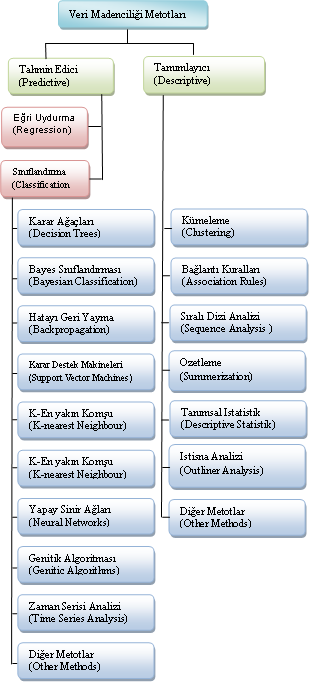 Veri Madenciliği Metotları
Tahmin Edici
(Predictive)
Eğri Uydurma
(Regression)
Sınıflandırma
(Classification
Karar Ağaçları
(Decision Trees)
Bayes Sınıflandırması
(Bayesian Classification)
Hatayı Geri Yayma
(Backpropagation)
Karar Destek Makineleri
(Support Vector Machines)
K-En yakın Komşu
(K-nearest Neighbour)
K-En yakın Komşu
(K-nearest Neighbour)
Yapay Sinir Ağları
(Neural Networks)
Genitik Algoritması
(Genitic Algorithms)
Zaman Serisi Analizi
(Time Series Analysis)
Diğer Metotlar
(Other Methods)
Tanımlayıcı
(Descriptive)
Kümeleme
(Clustering)
Bağlantı Kuralları
(Association Rules)
Sıralı Dizi Analizi
(Sequence Analysis )
Ozetleme
(Summerization)
Tanımsal Istatistik
(Descriptive Statistik)
Istisna Analizi
(Outliner Analysis)
Diğer Metotlar
(Other Methods)